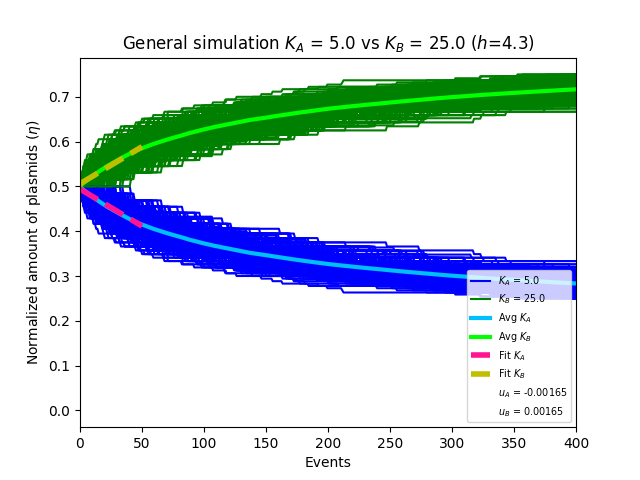 General simulation K_A = 5.0 vs K_B = 25.0 (h=4.3)
Normalized amount of plasmids (η)
0.7
0.6
0.5
0.4
0.3
0.2
0.1
0.0
K_A = 5.0
K_B = 25.0
Avg K_A
Avg K_B
Fit K_A
Fit K_B
u_A = -0.00165
u_B = 0.00165
0 50 100 150 200 250 300 350 400
Events